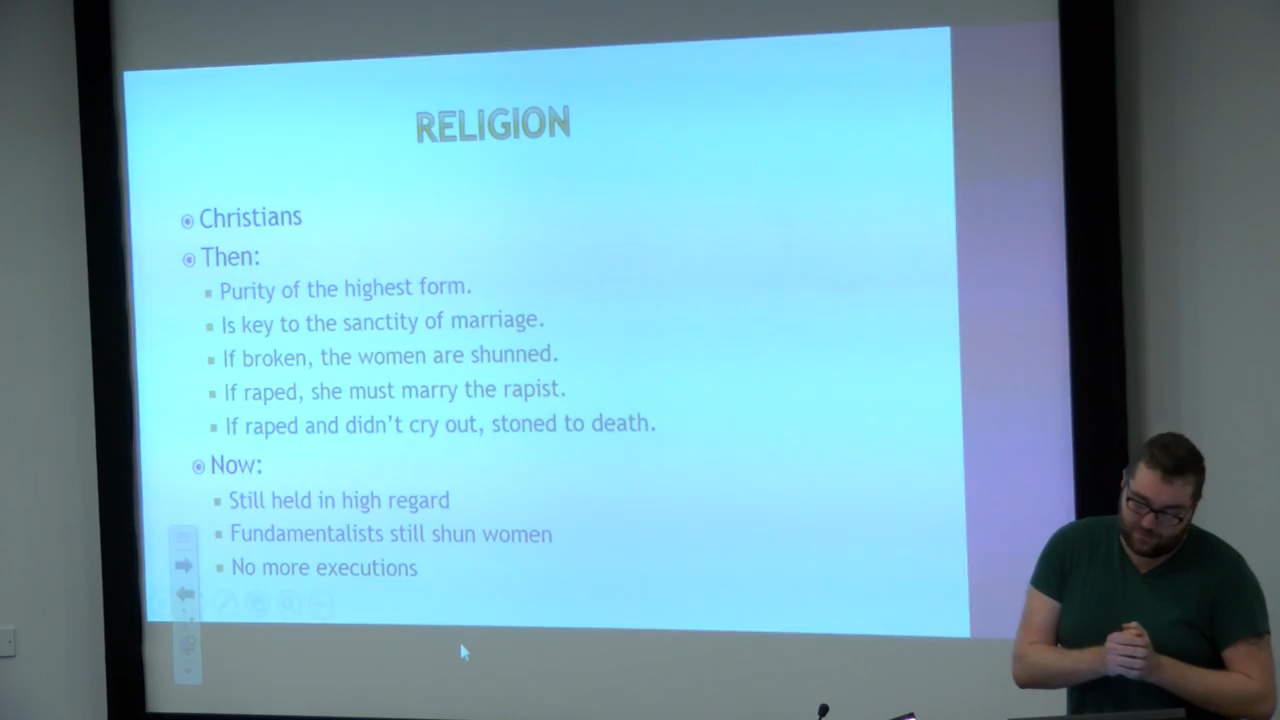 RELIGION
Christians
Then:
Purity of the highest form.
Is key to the sanctity of marriage.
If broken, the women are shunned.
If raped, she must marry the rapist.
If raped and didn't cry out, stoned to death.
Now:
Still held in high regard
Fundamentalists still shun women
No more executions